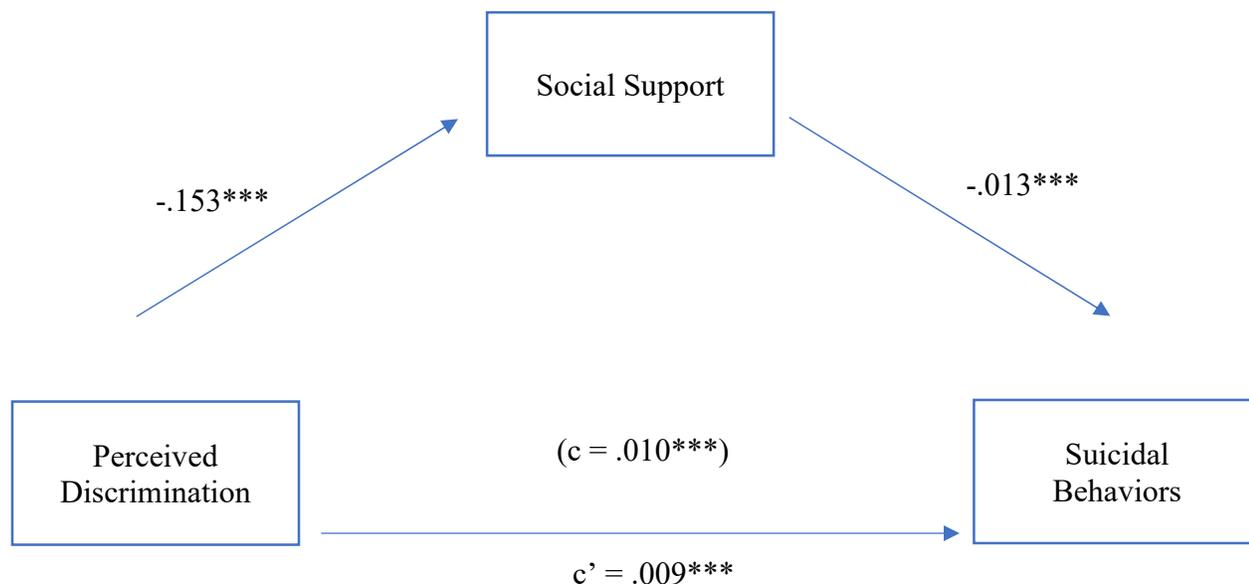 Social Support
-.153***
-.013***
Perceived
Discrimination
(c = .010***)
Suicidal
Behaviors
c’ = .009***